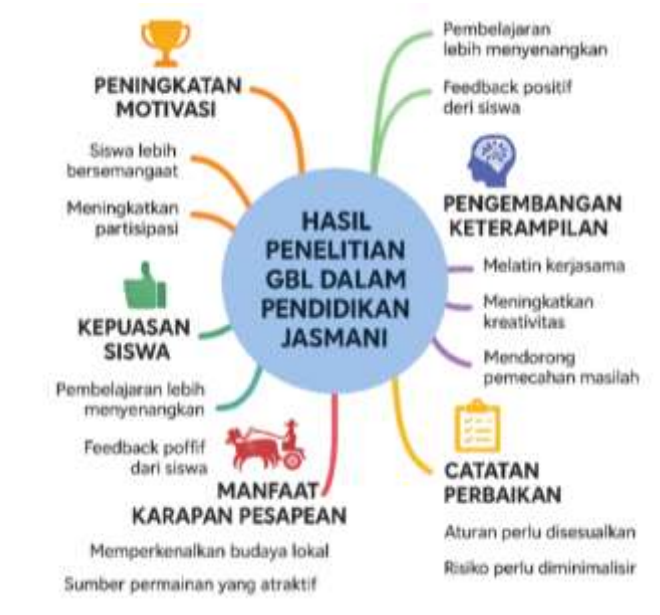 HASIL
PENELITIAN
GBL DALAM
PENDIDIKAN
JASMANI
PENINGKATAN
MOTIVASI
Siswa lebih
bersemangaat
Meningkatkan
partisipasi
KEPUASAN
SISWA
Pembelajaran lebih
menyenangkan
Feedback poffif
dari siswa
MANFAAT
KARAPAN PESAPEAN
Memperkenalkan budaya lokal
Sumber permainan yang atraktif
Pembelajaran
lebih menyenangkan
Feedback positif
deri siswa
PENGEMBANGAN
KETERAMPILAN
Melatin kerjasama
Meningkatkan
kreativitas
Mendorong
pemecahan masilah
CATATAN
PERBAIKAN
Aturan perlu disesualkan
Risiko perlu diminimalisir